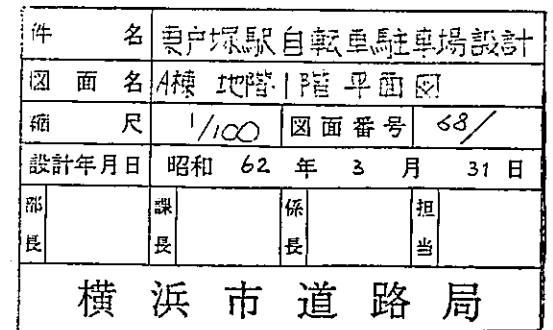 件名 東戸塚駅自転車駐車場設計
図面名 A棟 地階・1階 平面図
縮尺 1/100 図面番号 68/
設計年月日 昭和 62 年 3 月 31 日
部長 課長 係長 担当
横浜市道路局